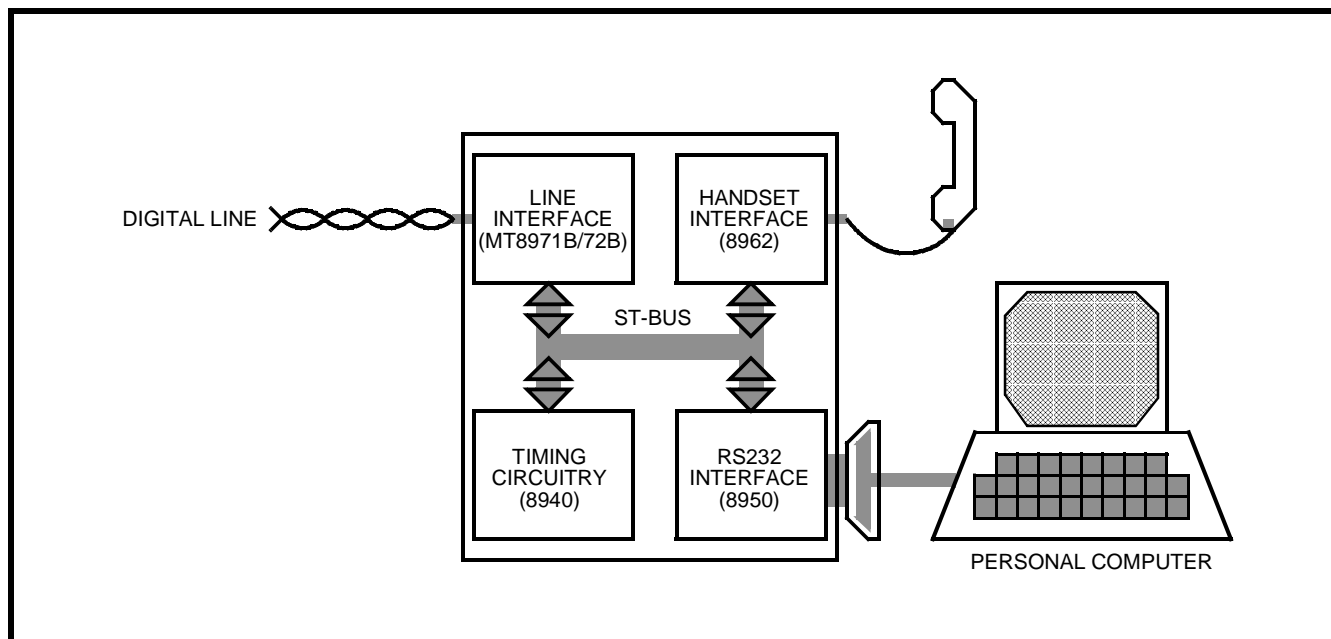 DIGITAL LINE
LINE
INTERFACE
(MT8971B/72B)
HANDSET
INTERFACE
(8962)
ST-BUS
TIMING
CIRCUITRY
(8940)
RS232
INTERFACE
(8950)
PERSONAL COMPUTER